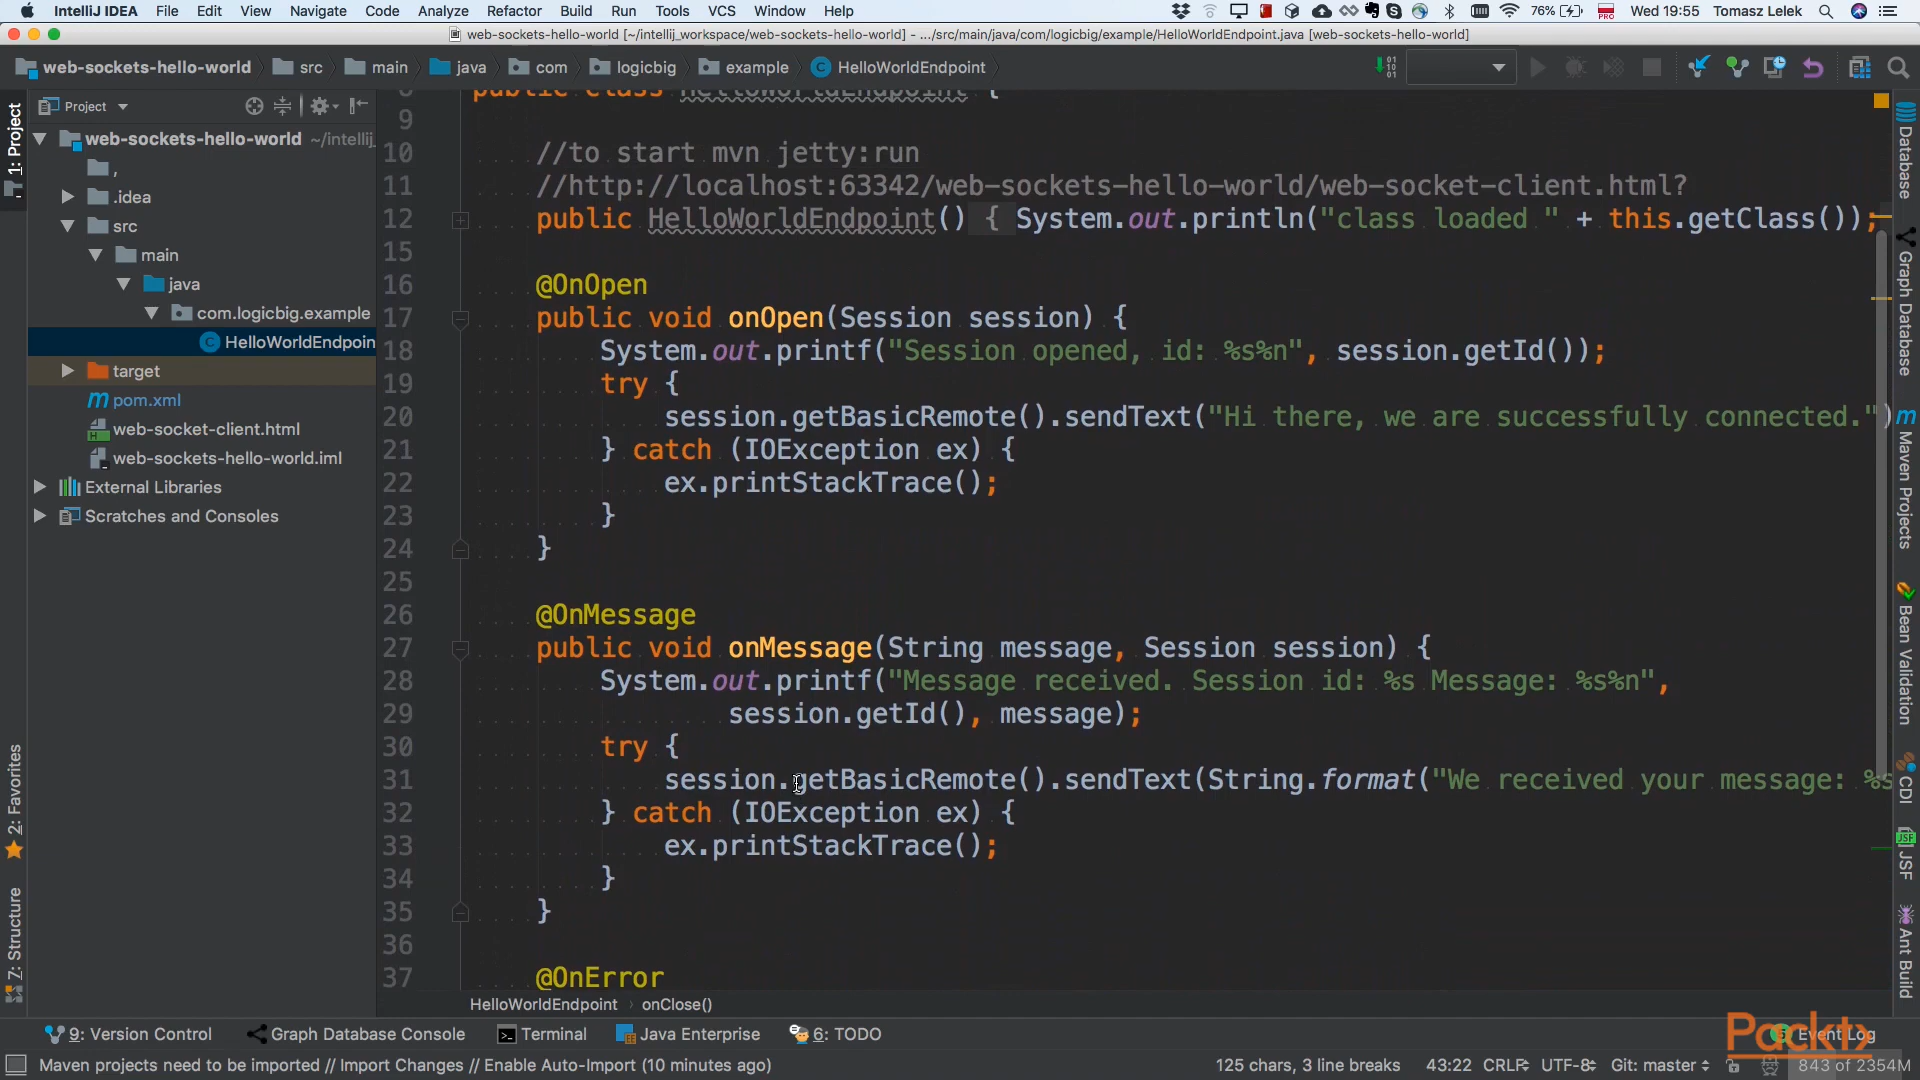 IntelliJ IDEA File Edit View Navigate Code Analyze Refactor Build Run Tools VCS Window Help 76% PRO Wed 19:55 Tomasz Lelek
web-sockets-hello-world [~/intellij_workspace/web-sockets-hello-world] - .../src/main/java/com/logicbig/example/HelloWorldEndpoint.java [web-sockets-hello-world]
web-sockets-hello-world src main java com logicbig example HelloWorldEndpoint
1: Project
2: Favorites
7: Structure
Project
web-sockets-hello-world ~/intellij
,
.idea
src
main
java
com.logicbig.example
HelloWorldEndpoin
target
pom.xml
web-socket-client.html
web-sockets-hello-world.iml
External Libraries
Scratches and Consoles
8 public class HelloWorldEndpoint {
9
10 //to start mvn jetty:run
11 //http://localhost:63342/web-sockets-hello-world/web-socket-client.html?
12 public HelloWorldEndpoint() { System.out.println("class loaded " + this.getClass());
15
16 @OnOpen
17 public void onOpen(Session session) {
18 System.out.printf("Session opened, id: %s%n", session.getId());
19 try {
20 session.getBasicRemote().sendText("Hi there, we are successfully connected.")
21 } catch (IOException ex) {
22 ex.printStackTrace();
23 }
24 }
25
26 @OnMessage
27 public void onMessage(String message, Session session) {
28 System.out.printf("Message received. Session id: %s Message: %s%n",
29 session.getId(), message);
30 try {
31 session.getBasicRemote().sendText(String.format("We received your message: %s
32 } catch (IOException ex) {
33 ex.printStackTrace();
34 }
35 }
36
37 @OnError
HelloWorldEndpoint onClose()
Database
Graph Database
Maven Projects
Bean Validation
CDI
JSF
Ant Build
9: Version Control Graph Database Console Terminal Java Enterprise 6: TODO Event Log
Packt
Maven projects need to be imported // Import Changes // Enable Auto-Import (10 minutes ago) 125 chars, 3 line breaks 43:22 CRLF UTF-8 Git: master 843 of 2354M